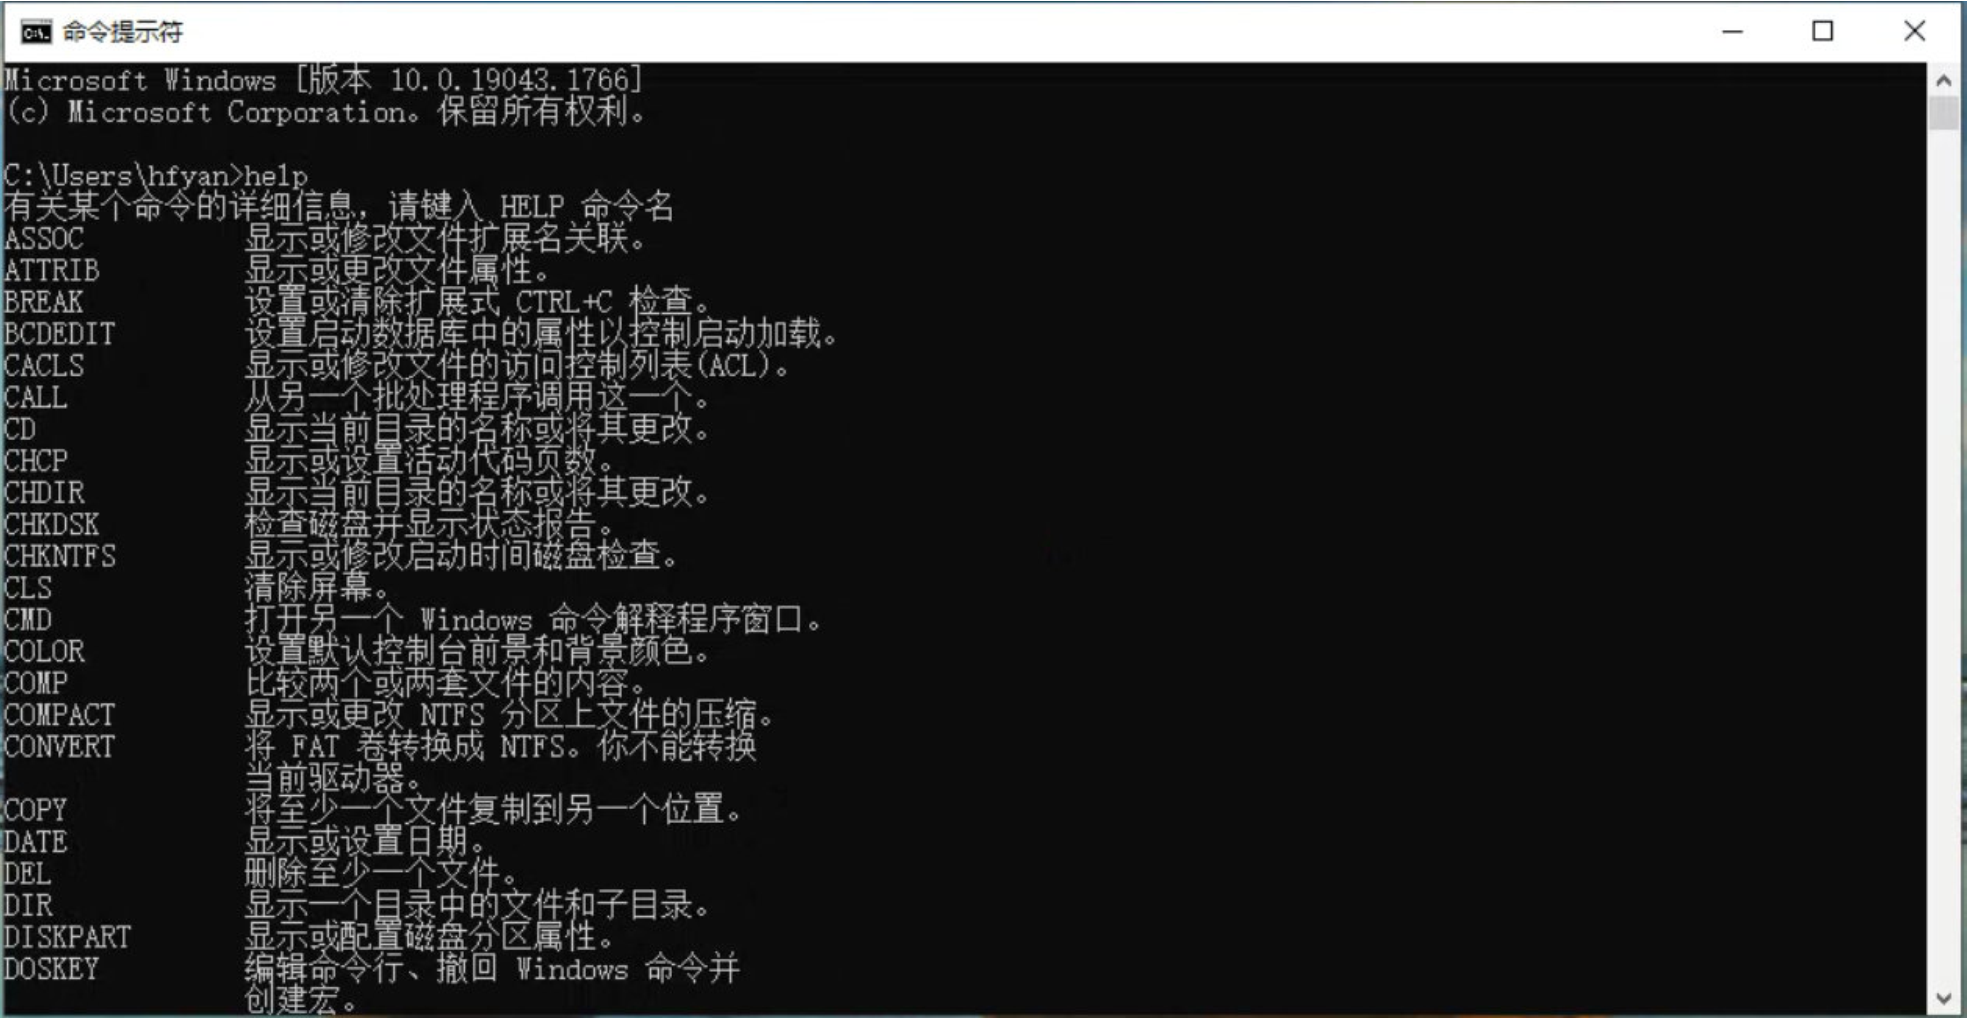 命令提示符
Microsoft Windows [版本 10.0.19043.1766]
(c) Microsoft Corporation。保留所有权利。
C:\Users\hfyan>help
有关某个命令的详细信息，请键入 HELP 命令名
ASSOC 显示或修改文件扩展名关联。
ATTRIB 显示或更改文件属性。
BREAK 设置或清除扩展式 CTRL+C 检查。
BCDEDIT 设置启动数据库中的属性以控制启动加载。
CACLS 显示或修改文件的访问控制列表(ACL)。
CALL 从另一个批处理程序调用这一个。
CD 显示当前目录的名称或将其更改。
CHCP 显示或设置活动代码页数。
CHDIR 显示当前目录的名称或将其更改。
CHKDSK 检查磁盘并显示状态报告。
CHKNTFS 显示或修改启动时间磁盘检查。
CLS 清除屏幕。
CMD 打开另一个 Windows 命令解释程序窗口。
COLOR 设置默认控制台前景和背景颜色。
COMP 比较两个或两套文件的内容。
COMPACT 显示或更改 NTFS 分区上文件的压缩。
CONVERT 将 FAT 卷转换成 NTFS。你不能转换
当前驱动器。
COPY 将至少一个文件复制到另一个位置。
DATE 显示或设置日期。
DEL 删除至少一个文件。
DIR 显示一个目录中的文件和子目录。
DISKPART 显示或配置磁盘分区属性。
DOSKEY 编辑命令行、撤回 Windows 命令并
创建宏。